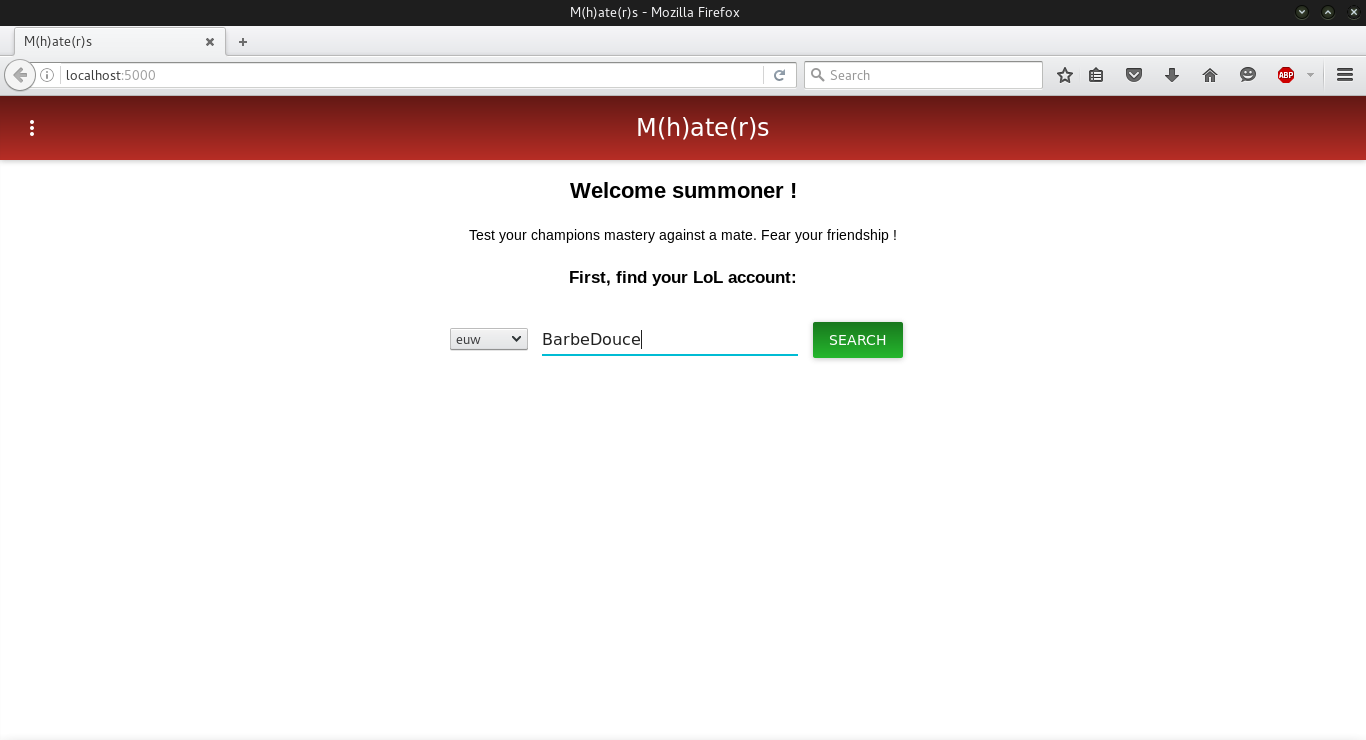 M(h)ate(r)s - Mozilla Firefox
M(h)ate(r)s
localhost:5000
Search
ABP
M(h)ate(r)s
Welcome summoner !
Test your champions mastery against a mate. Fear your friendship !
First, find your LoL account:
euw
BarbeDouce
SEARCH